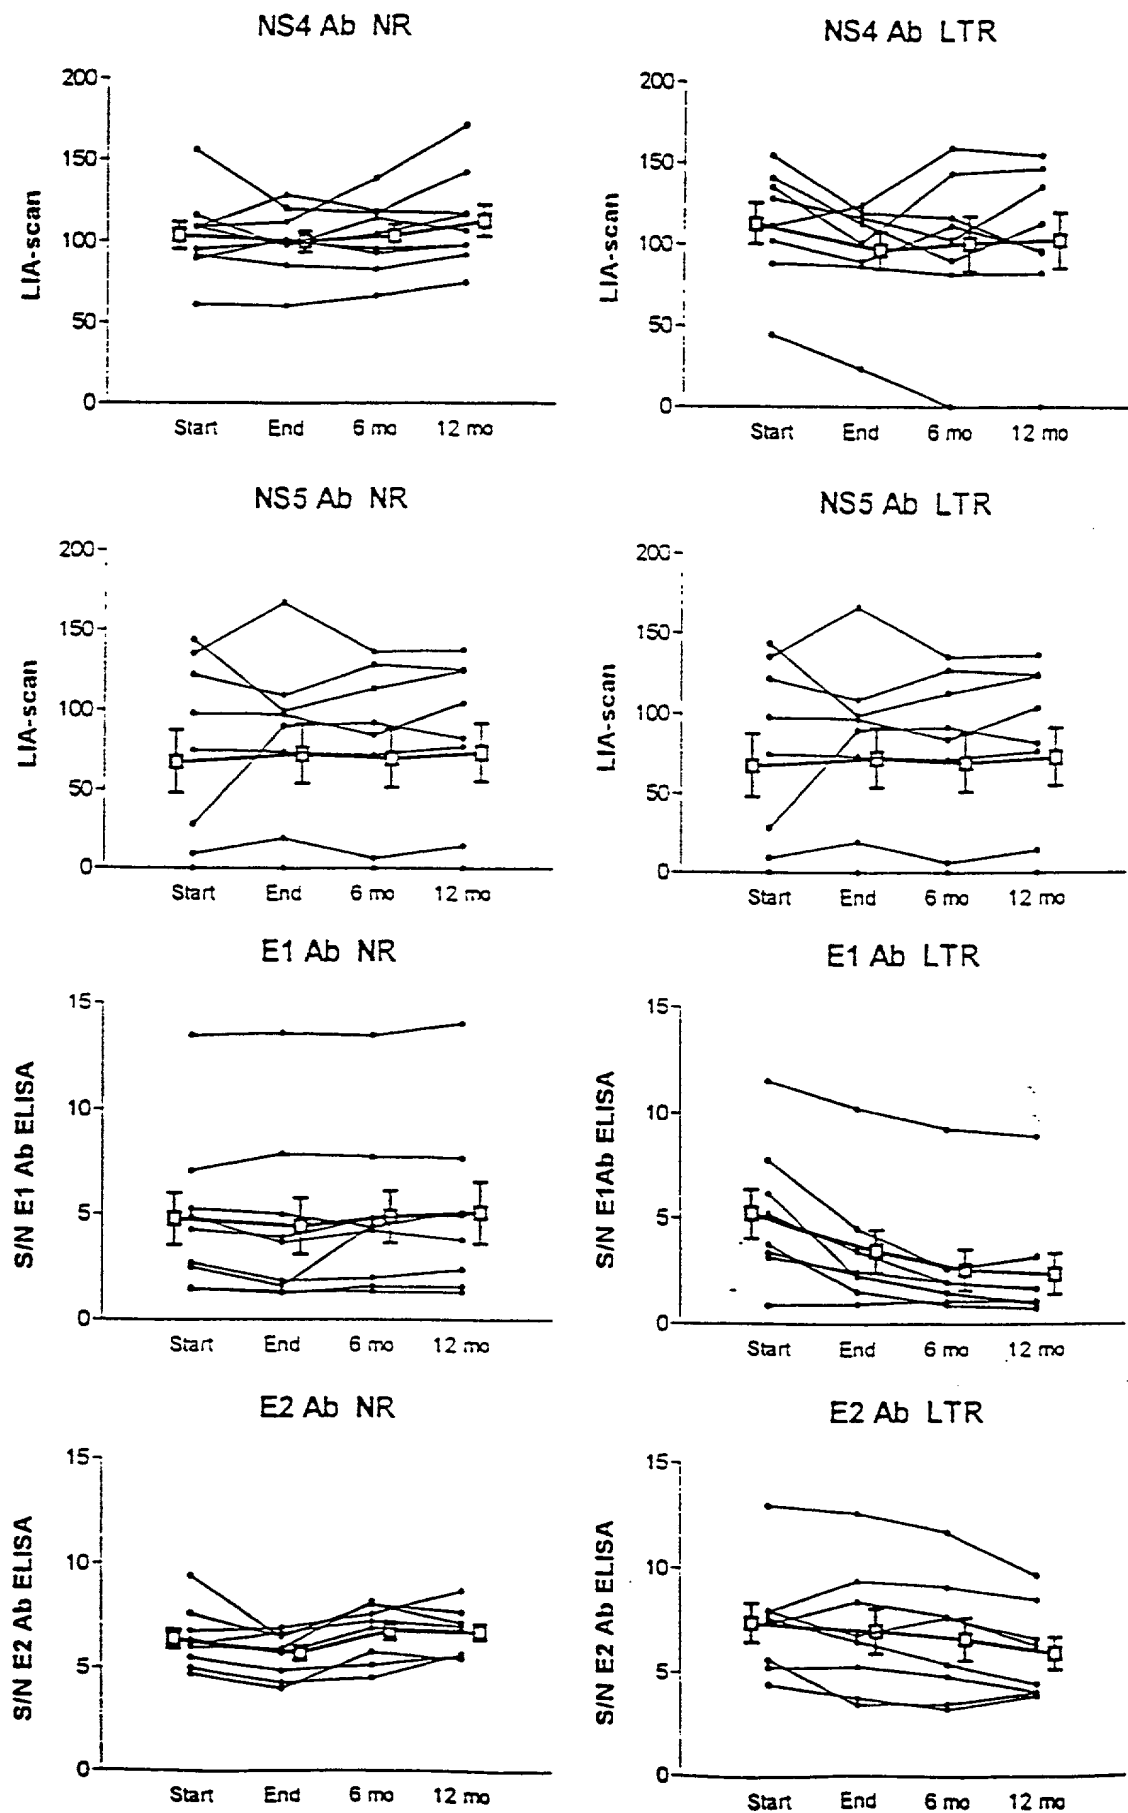 NS4 Ab NR
LIA-scan
200
150
100
50
0
Start End 6 mo 12 mo
NS4 Ab LTR
LIA-scan
200
150
100
50
0
Start End 6 mo 12 mo
NS5 Ab NR
LIA-scan
200
150
100
50
0
Start End 6 mo 12 mo
NS5 Ab LTR
LIA-scan
200
150
100
50
0
Start End 6 mo 12 mo
E1 Ab NR
S/N E1 Ab ELISA
15
10
5
0
Start End 6 mo 12 mo
E1 Ab LTR
S/N E1Ab ELISA
15
10
5
0
Start End 6 mo 12 mo
E2 Ab NR
S/N E2 Ab ELISA
15
10
5
0
Start End 6 mo 12 mo
E2 Ab LTR
S/N E2 Ab ELISA
15
10
5
0
Start End 6 mo 12 mo